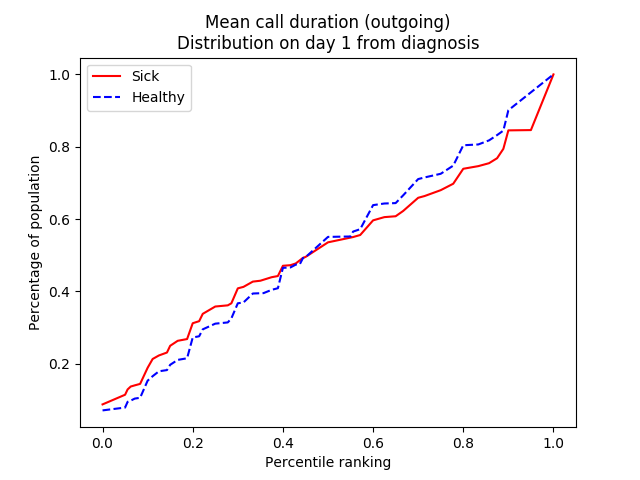 Mean call duration (outgoing)
Distribution on day 1 from diagnosis
Sick
Healthy
Percentage of population
1.0
0.8
0.6
0.4
0.2
0.0
0.2
0.4
0.6
0.8
1.0
Percentile ranking